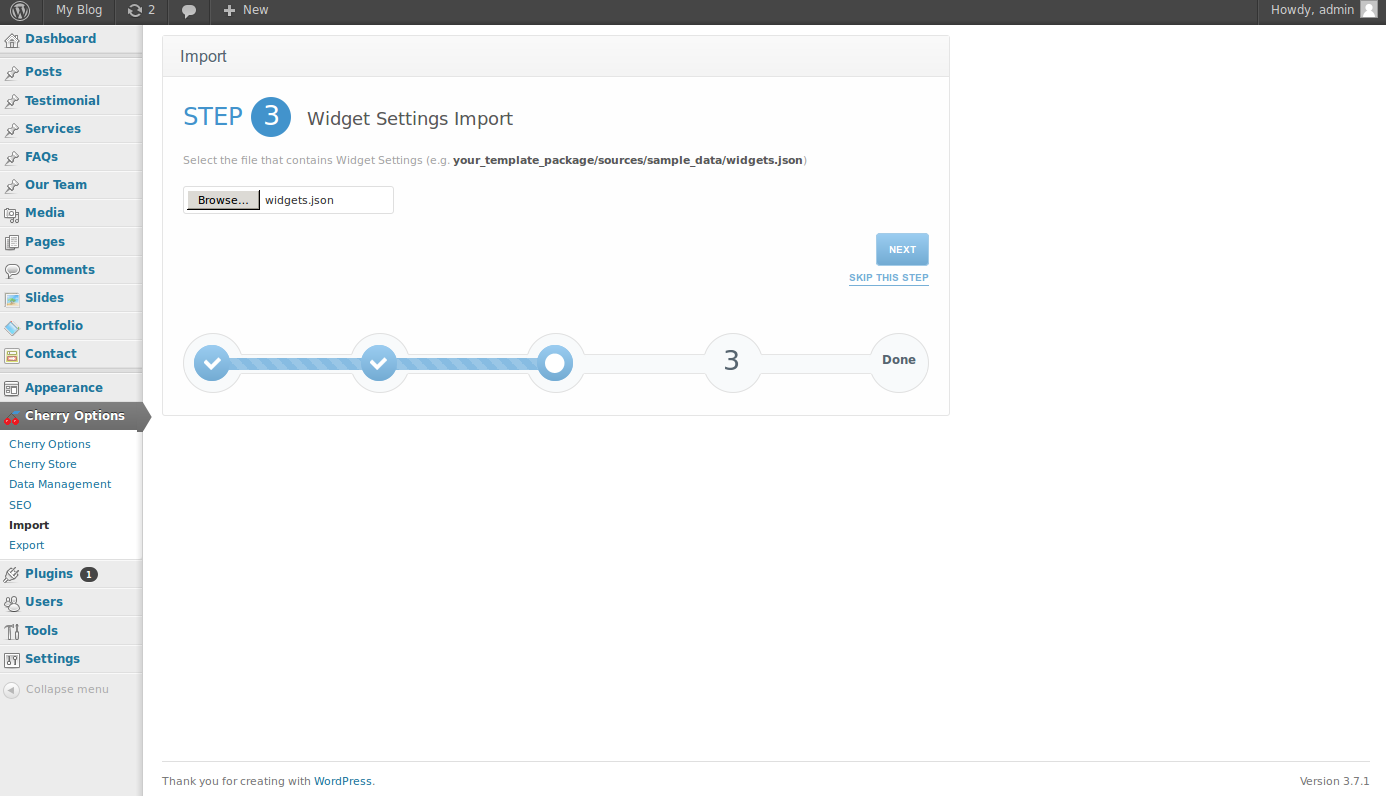 My Blog 2 New Howdy, admin
Dashboard
Posts
Testimonial
Services
FAQs
Our Team
Media
Pages
Comments
Slides
Portfolio
Contact
Appearance
Cherry Options
Cherry Options
Cherry Store
Data Management
SEO
Import
Export
Plugins 1
Users
Tools
Settings
Collapse menu
Import
STEP 3 Widget Settings Import
Select the file that contains Widget Settings (e.g. your_template_package/sources/sample_data/widgets.json)
Browse... widgets.json
NEXT
SKIP THIS STEP
3 Done
Thank you for creating with WordPress. Version 3.7.1